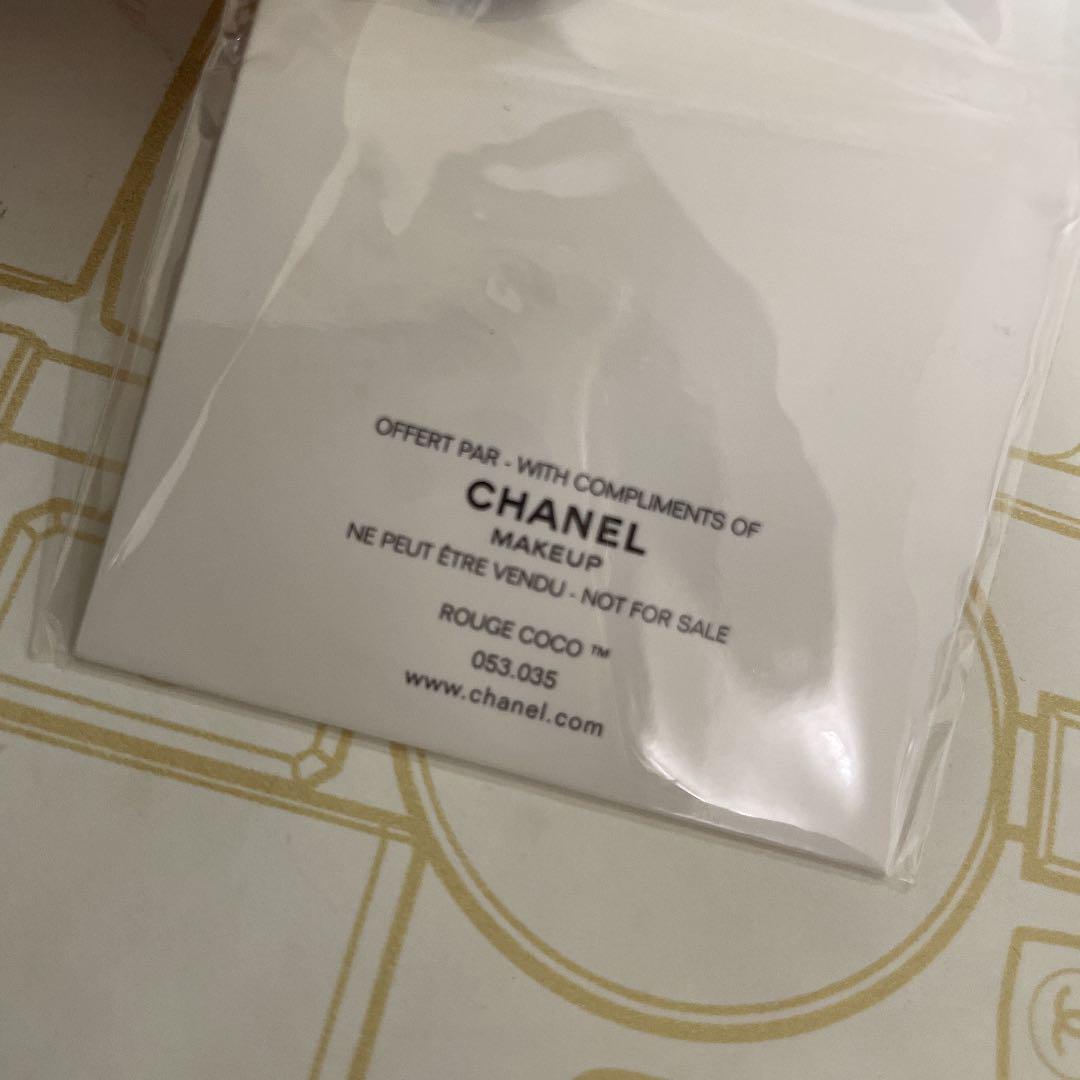 OFFERT PAR - WITH COMPLIMENTS OF
CHANEL
MAKEUP
NE PEUT ÊTRE VENDU - NOT FOR SALE
ROUGE COCO ™
053.035
www.chanel.com